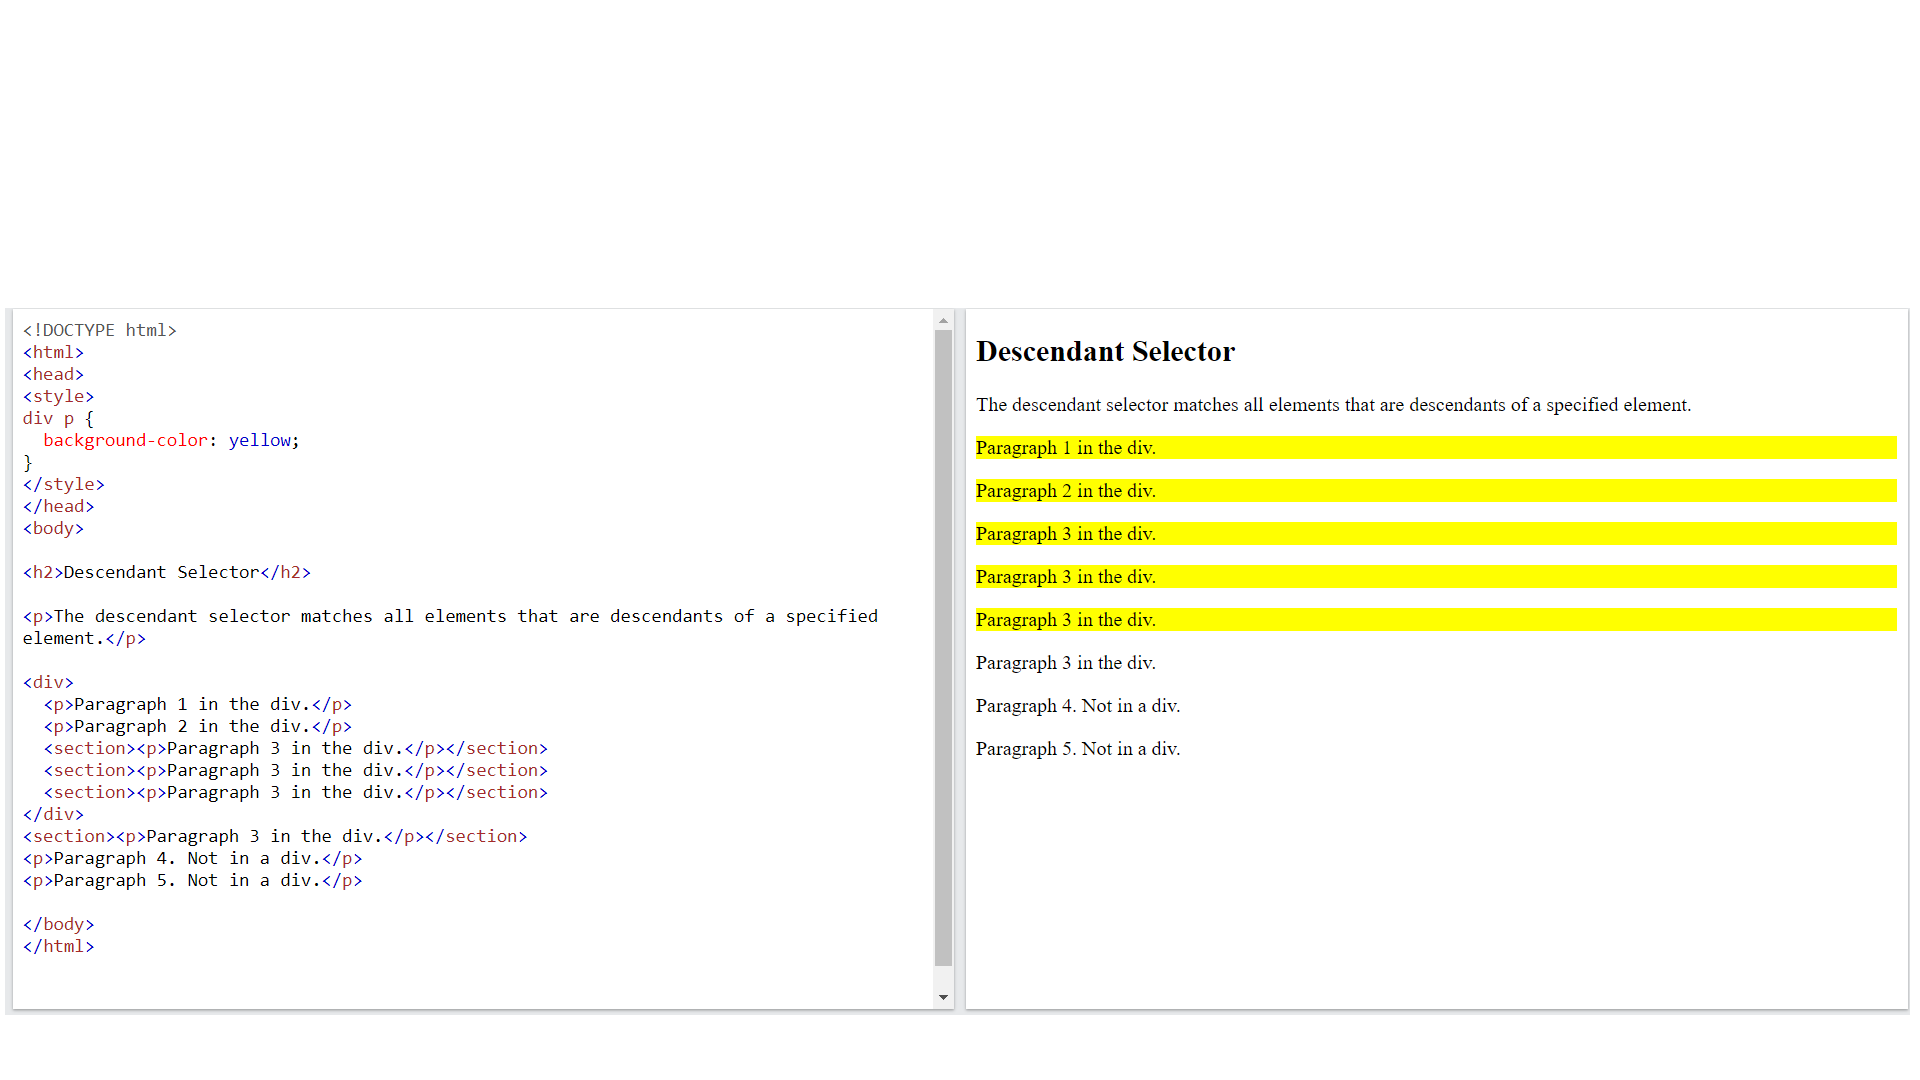 <!DOCTYPE html>
<html>
<head>
<style>
div p {
  background-color: yellow;
}
</style>
</head>
<body>
<h2>Descendant Selector</h2>
<p>The descendant selector matches all elements that are descendants of a specified
element.</p>
<div>
  <p>Paragraph 1 in the div.</p>
  <p>Paragraph 2 in the div.</p>
  <section><p>Paragraph 3 in the div.</p></section>
  <section><p>Paragraph 3 in the div.</p></section>
  <section><p>Paragraph 3 in the div.</p></section>
</div>
<section><p>Paragraph 3 in the div.</p></section>
<p>Paragraph 4. Not in a div.</p>
<p>Paragraph 5. Not in a div.</p>
</body>
</html>
Descendant Selector
The descendant selector matches all elements that are descendants of a specified element.
Paragraph 1 in the div.
Paragraph 2 in the div.
Paragraph 3 in the div.
Paragraph 3 in the div.
Paragraph 3 in the div.
Paragraph 3 in the div.
Paragraph 4. Not in a div.
Paragraph 5. Not in a div.